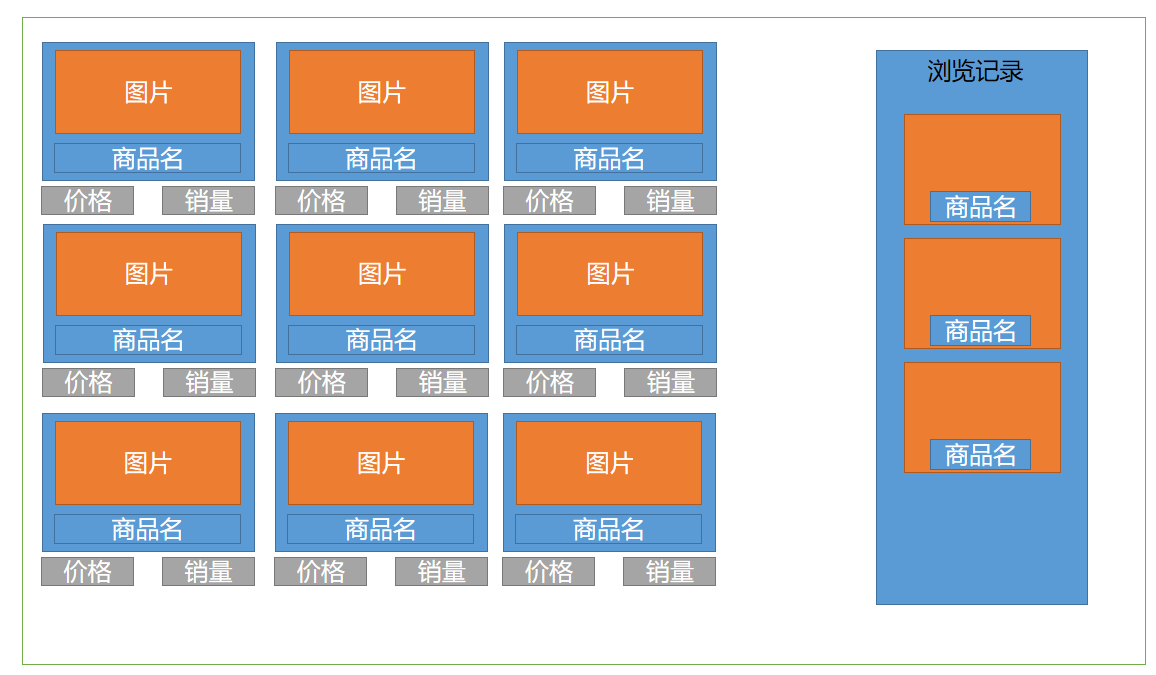 图片 图片 图片
商品名 商品名 商品名
价格 销量 价格 销量 价格 销量
图片 图片 图片
商品名 商品名 商品名
价格 销量 价格 销量 价格 销量
图片 图片 图片
商品名 商品名 商品名
价格 销量 价格 销量 价格 销量
浏览记录
商品名
商品名
商品名